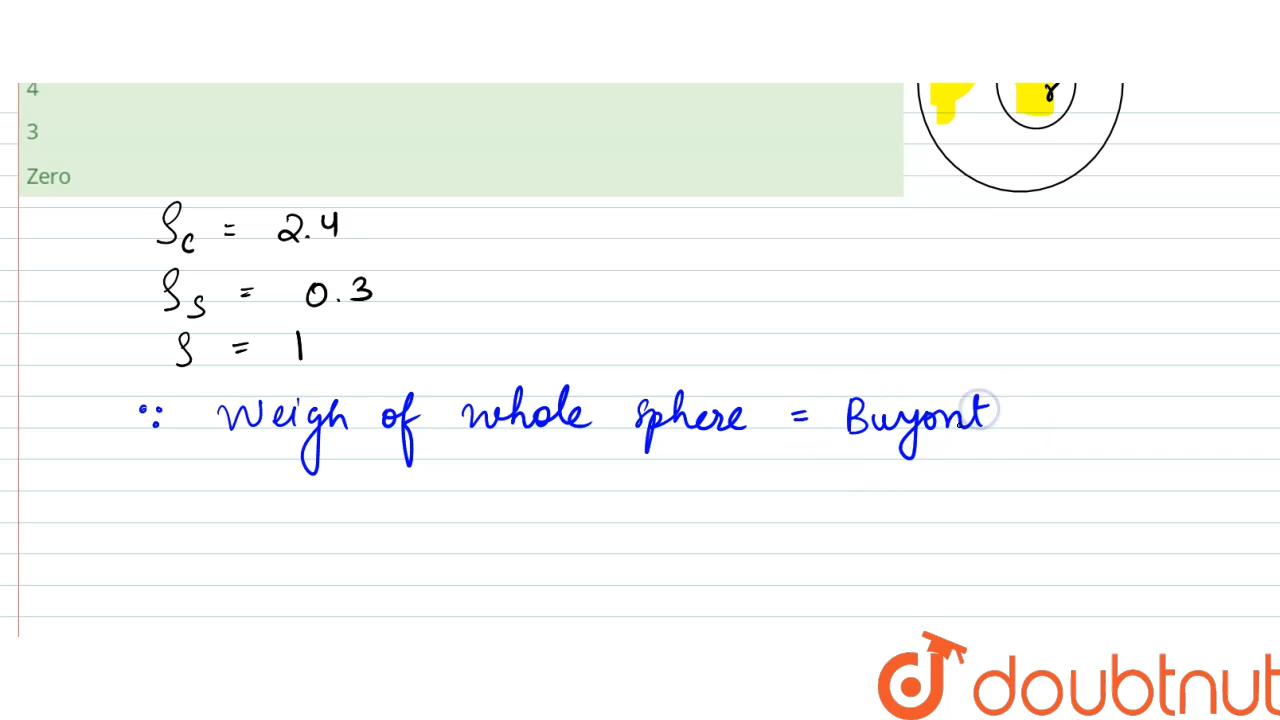 4
3
Zero
r
ρc = 2.4
ρs = 0.3
ρ = 1
∵ Weigh of whole sphere = Buyont
doubtnut